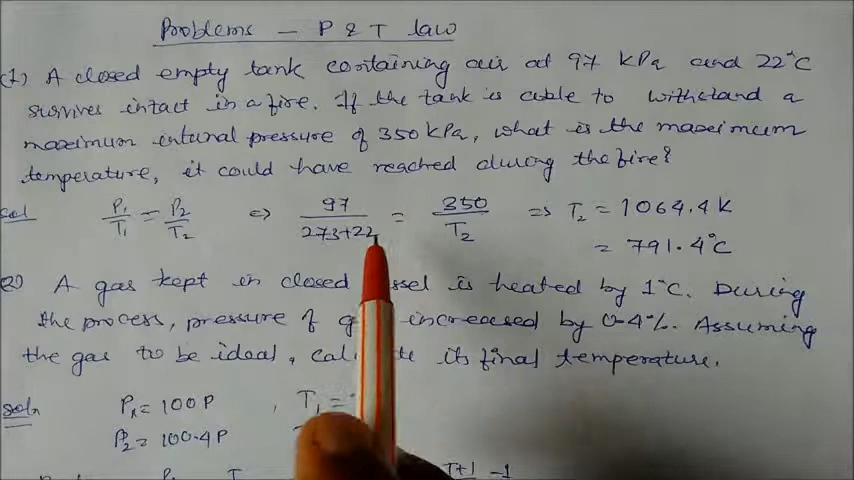 Problems - P & T law
(1) A closed empty tank containing air at 97 kPa and 22°C
survives intact in a fire. If the tank is able to withstand a
maximum internal pressure of 350 kPa, what is the maximum
temperature, it could have reached during the fire?
Sol P1/T1 = P2/T2 => 97/(273+22) = 350/T2 => T2 = 1064.4 K
= 791.4°C
(2) A gas kept in closed is heated by 1°C. During
the process, pressure of increased by 0.4%. Assuming
the gas to be ideal, its final temperature.
Soln P1 = 100P , T1 =
P2 = 100.4P
T+1 -1